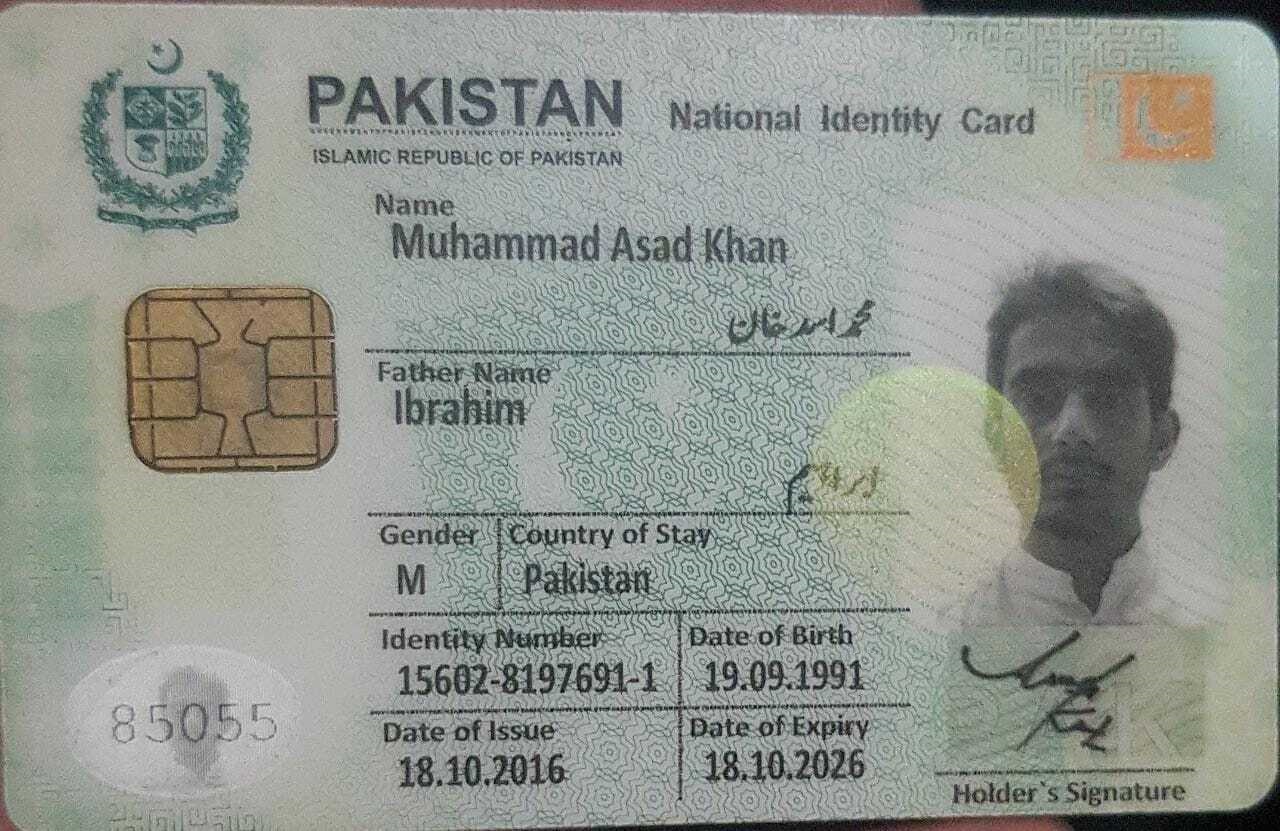 PAKISTAN
National Identity Card
ISLAMIC REPUBLIC OF PAKISTAN
Name
Muhammad Asad Khan
محمد اسد خان
Father Name
Ibrahim
ابراہیم
Gender
Country of Stay
M
Pakistan
Identity Number
Date of Birth
15602-8197691-1
19.09.1991
Date of Issue
Date of Expiry
18.10.2016
18.10.2026
85055
Holder`s Signature